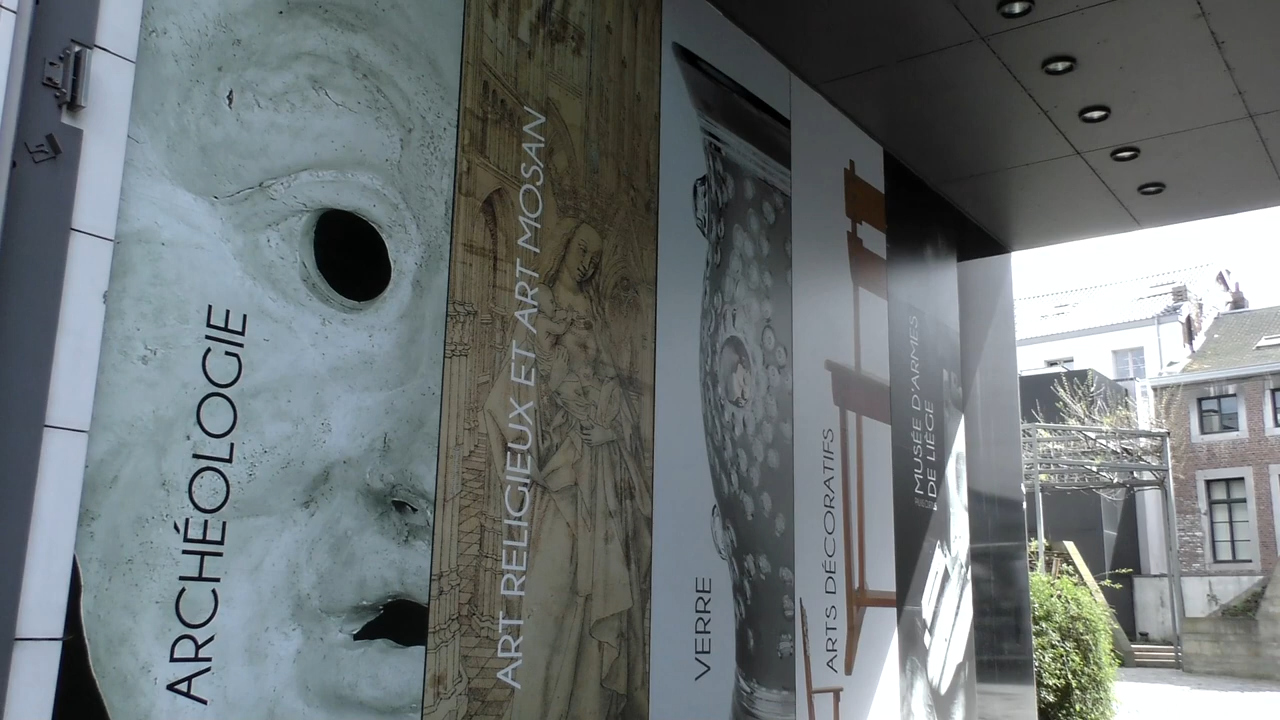 ARCHÉOLOGIE
ART RELIGIEUX ET ART MOSAN
VERRE
ARTS DÉCORATIFS
MUSÉE D'ARMES
DE LIÈGE